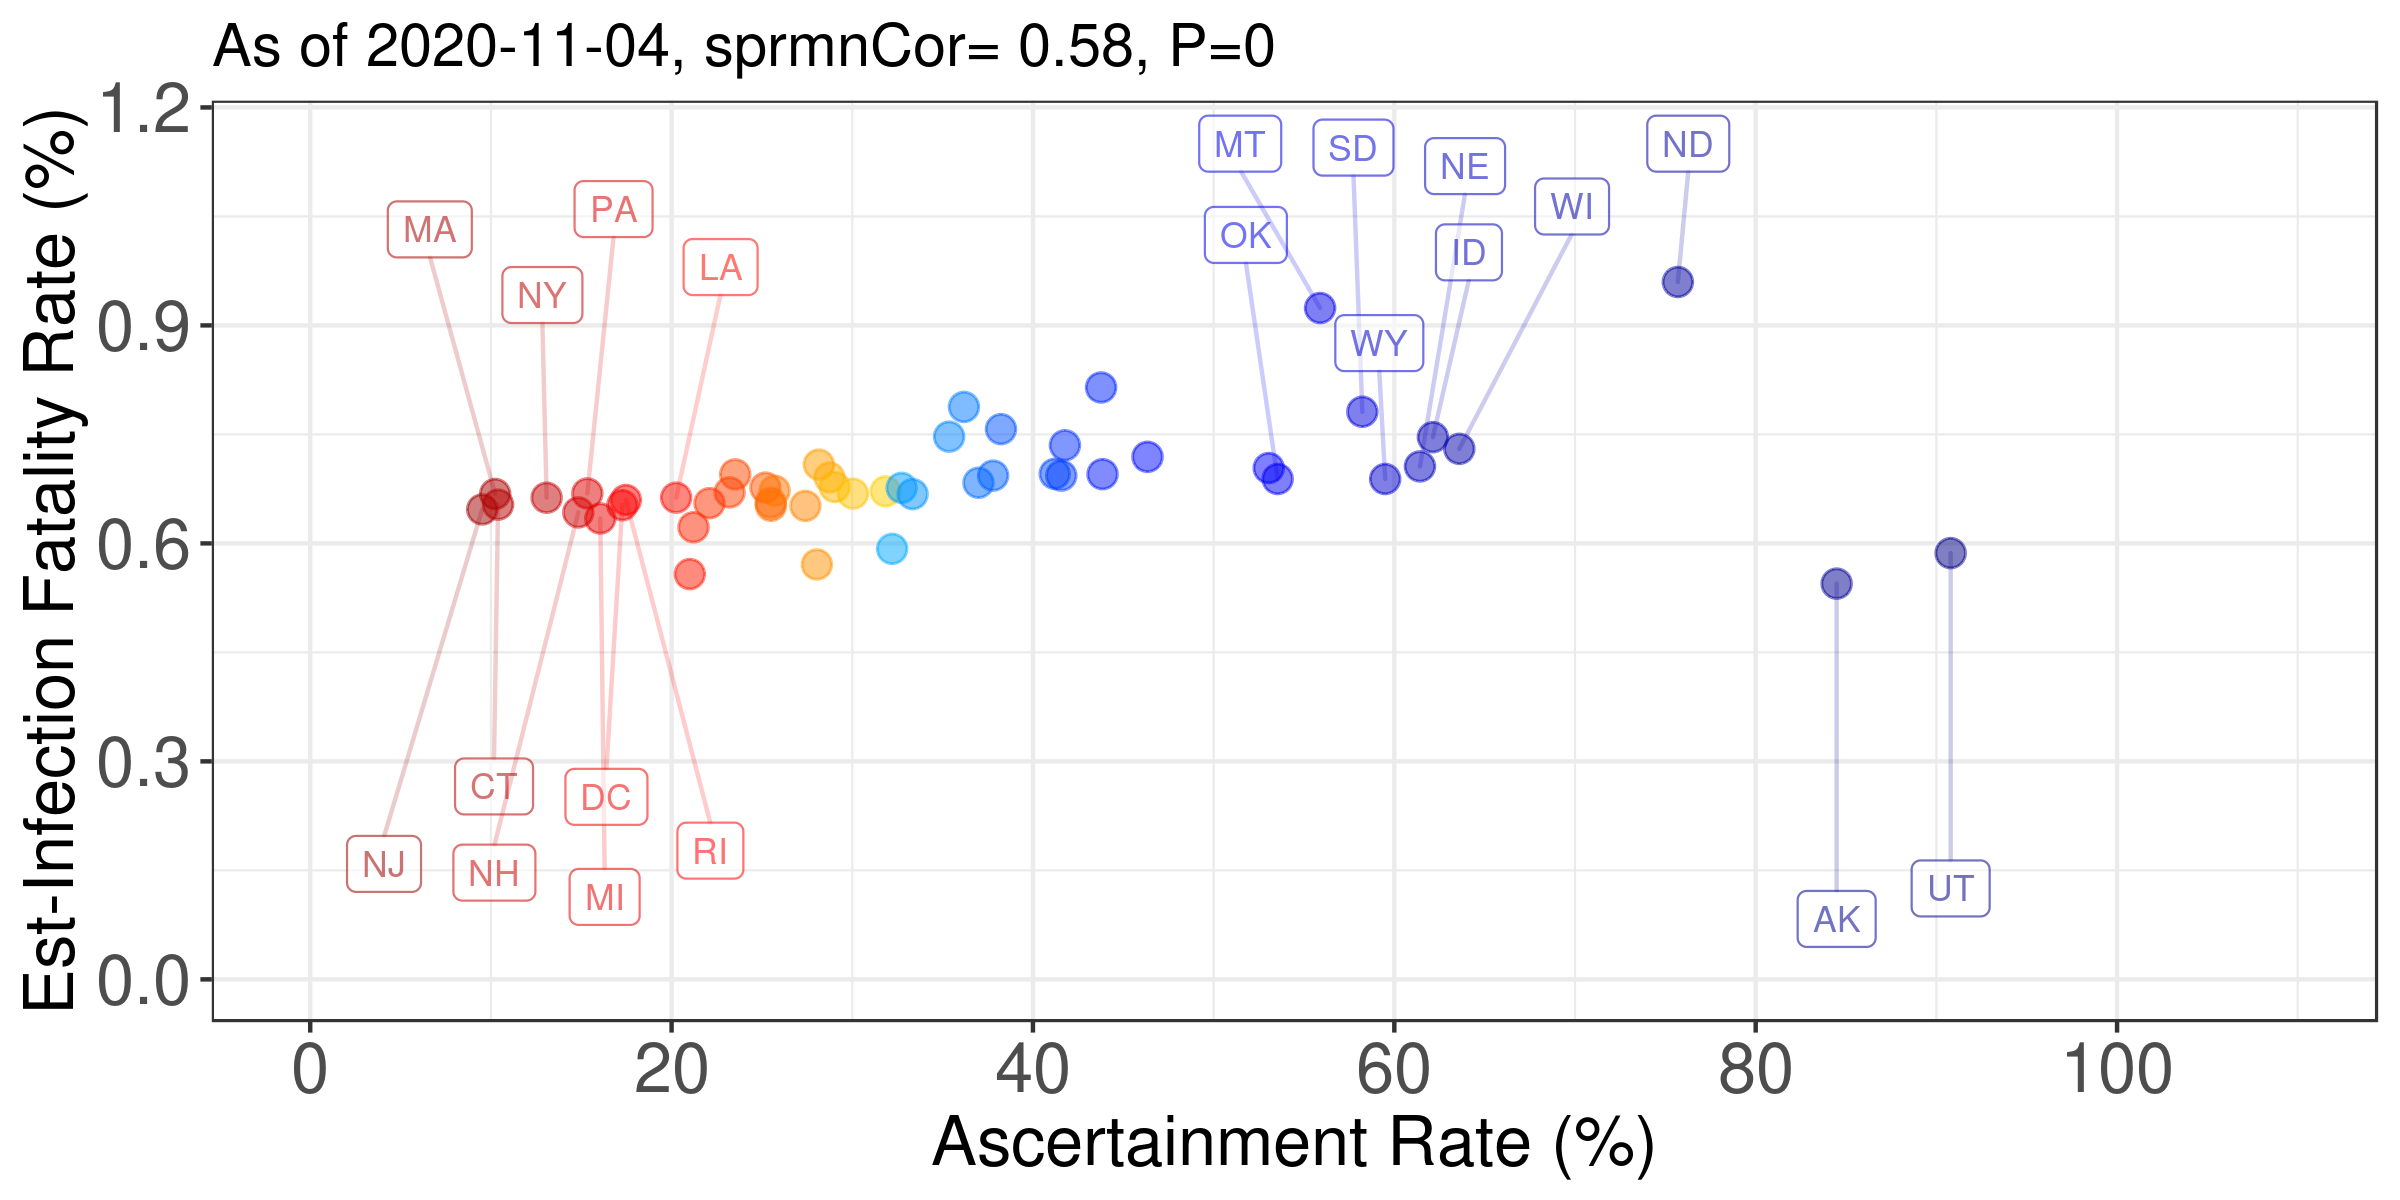 As of 2020-11-04, sprmnCor= 0.58, P=0
Est-Infection Fatality Rate (%)
1.2
0.9
0.6
0.3
0.0
MA
NY
PA
LA
MT
OK
SD
WY
NE
ID
WI
ND
NJ
CT
NH
DC
MI
RI
AK
UT
0
20
40
60
80
100
Ascertainment Rate (%)